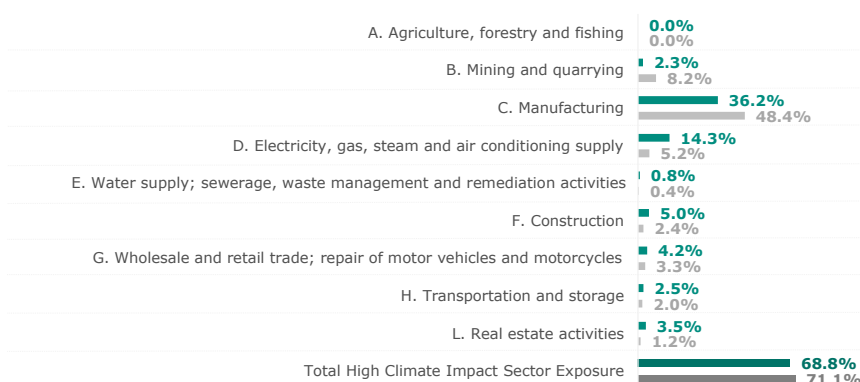 A. Agriculture, forestry and fishing
0.0%
0.0%
B. Mining and quarrying
2.3%
8.2%
C. Manufacturing
36.2%
48.4%
D. Electricity, gas, steam and air conditioning supply
14.3%
5.2%
E. Water supply; sewerage, waste management and remediation activities
0.8%
0.4%
F. Construction
5.0%
2.4%
G. Wholesale and retail trade; repair of motor vehicles and motorcycles
4.2%
3.3%
H. Transportation and storage
2.5%
2.0%
L. Real estate activities
3.5%
1.2%
Total High Climate Impact Sector Exposure
68.8%
71.1%